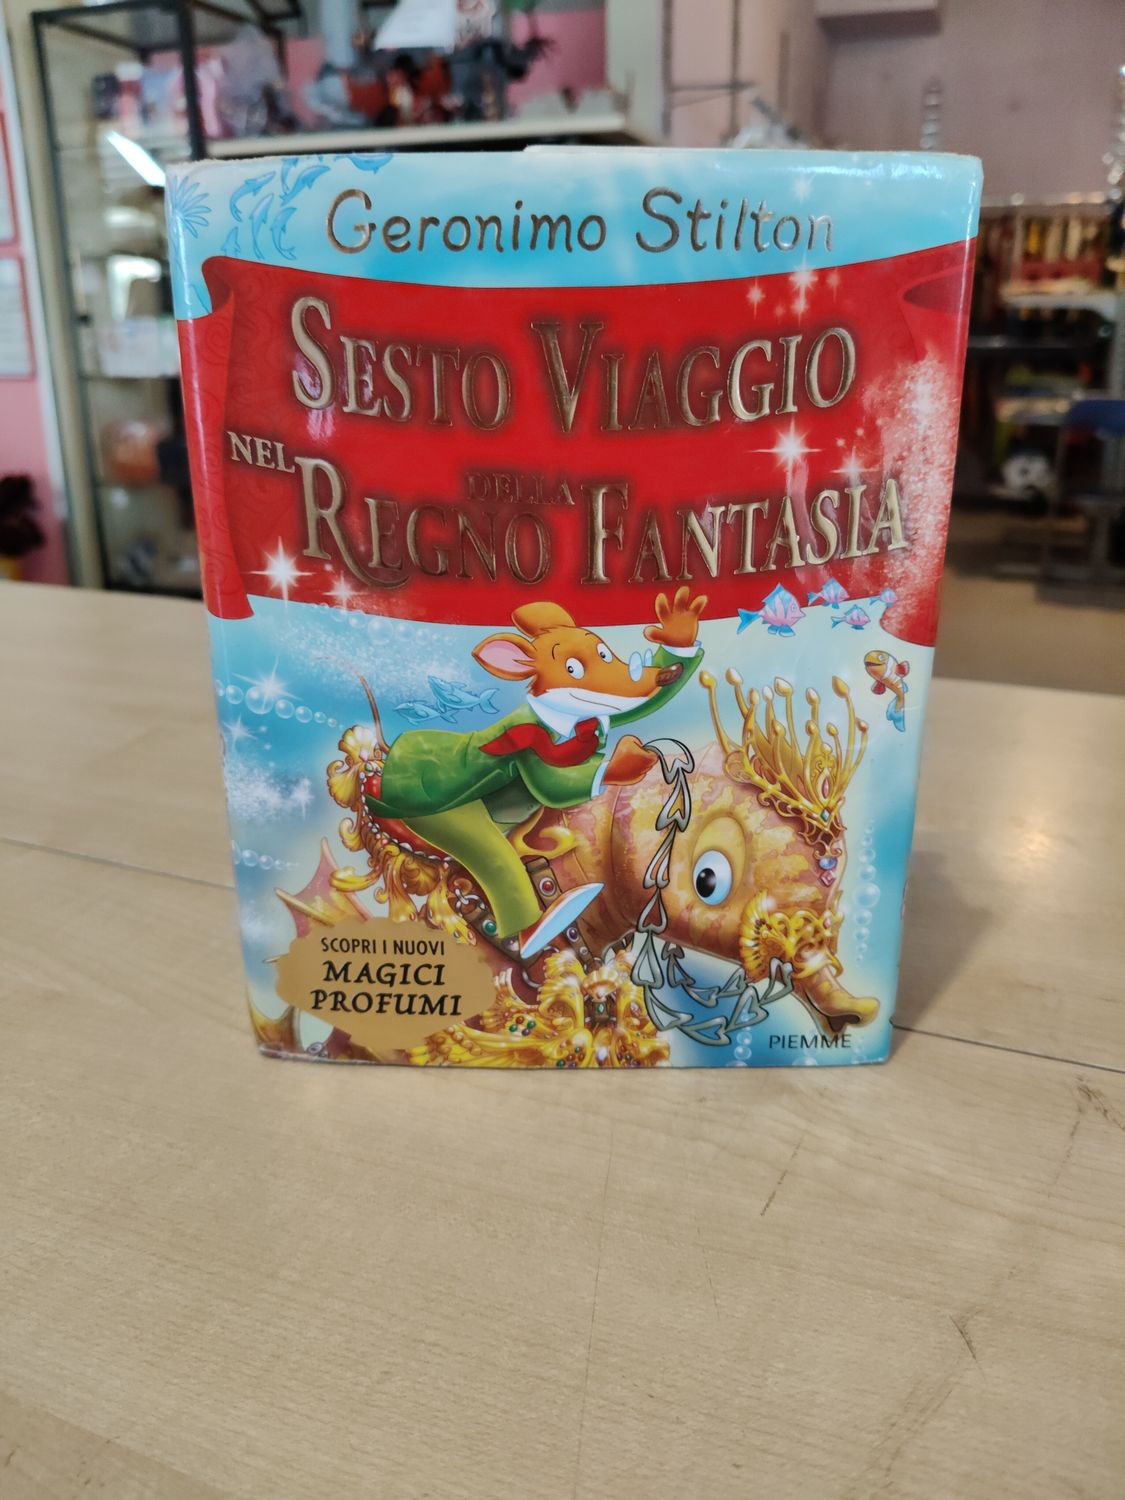 Geronimo Stilton
SESTO VIAGGIO
NEL REGNO DELLA FANTASIA
SCOPRI I NUOVI
MAGICI
PROFUMI
PIEMME